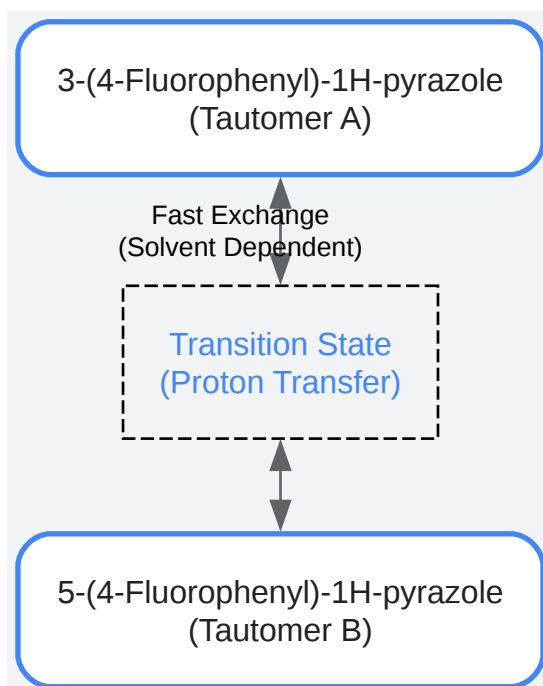 3-(4-Fluorophenyl)-1H-pyrazole
(Tautomer A)
Fast Exchange
(Solvent Dependent)
Transition State
(Proton Transfer)
5-(4-Fluorophenyl)-1H-pyrazole
(Tautomer B)